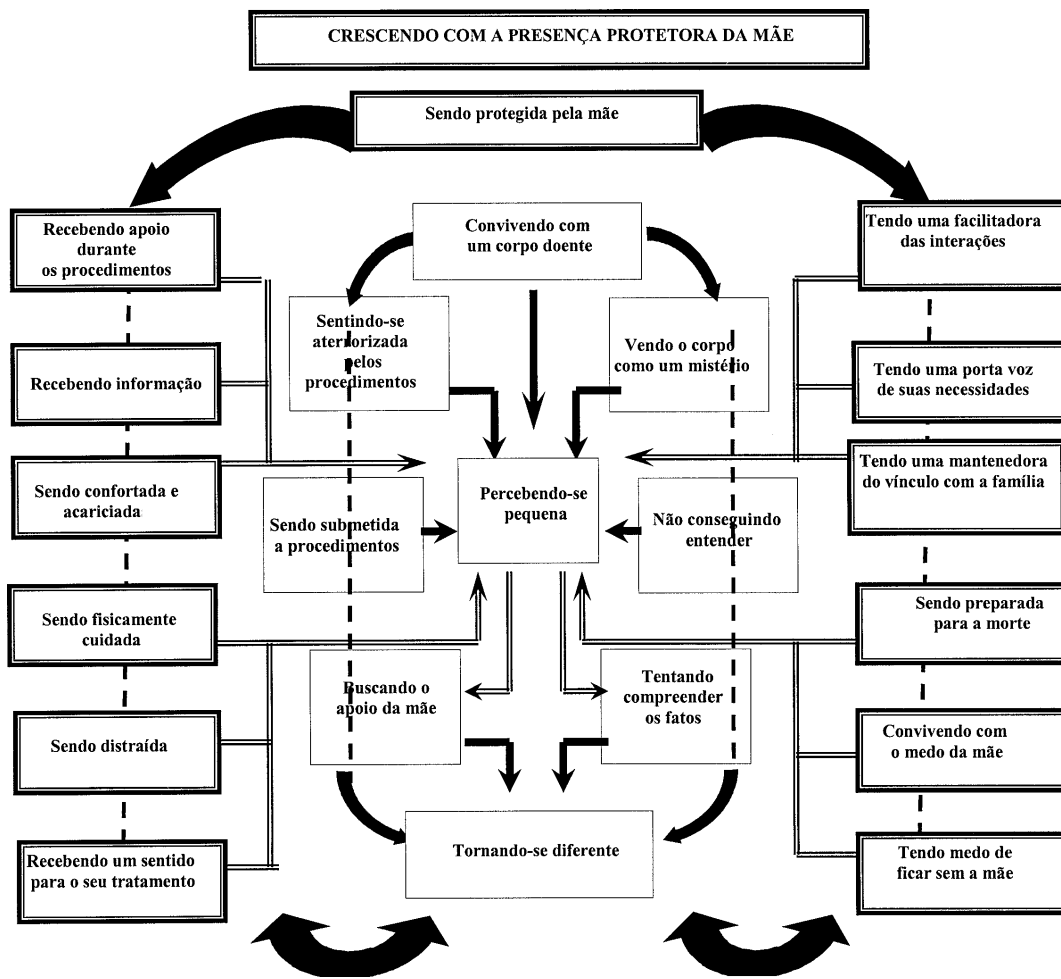 CRESCENDO COM A PRESENÇA PROTETORA DA MÃE
Sendo protegida pela mãe
Recebendo apoio
durante
os procedimentos
Convivendo com
um corpo doente
Tendo uma facilitadora
das interações
Sentindo-se
aterrorizada
pelos
procedimentos
Vendo o corpo
como um mistério
Recebendo informação
Tendo uma porta voz
de suas necessidades
Sendo confortada e
acariciada
Percebendo-se
pequena
Tendo uma mantenedora
do vínculo com a família
Sendo submetida
a procedimentos
Não conseguindo
entender
Sendo fisicamente
cuidada
Sendo preparada
para a morte
Buscando o
apoio da mãe
Tentando
compreender
os fatos
Sendo distraída
Convivendo com
o medo da mãe
Recebendo um sentido
para o seu tratamento
Tornando-se diferente
Tendo medo de
ficar sem a mãe